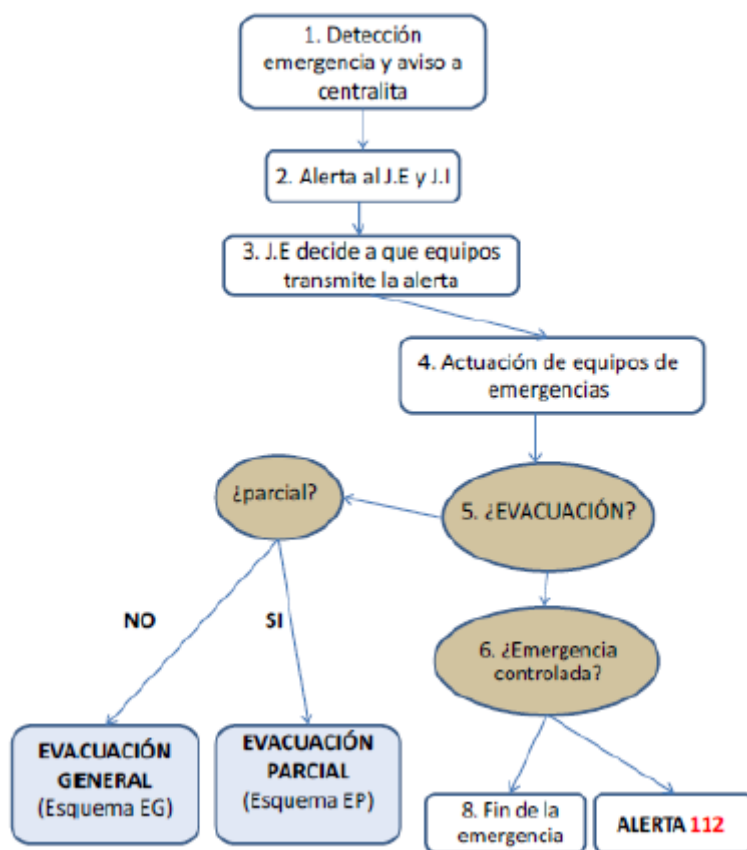 1. Detección
emergencia y aviso a
centralita
2. Alerta al J.E y J.I
3. J.E decide a que equipos
transmite la alerta
4. Actuación de equipos de
emergencias
¿parcial?
5. ¿EVACUACIÓN?
NO
SI
6. ¿Emergencia
controlada?
EVACUACIÓN
GENERAL
(Esquema EG)
EVACUACIÓN
PARCIAL
(Esquema EP)
8. Fin de la
emergencia
ALERTA 112